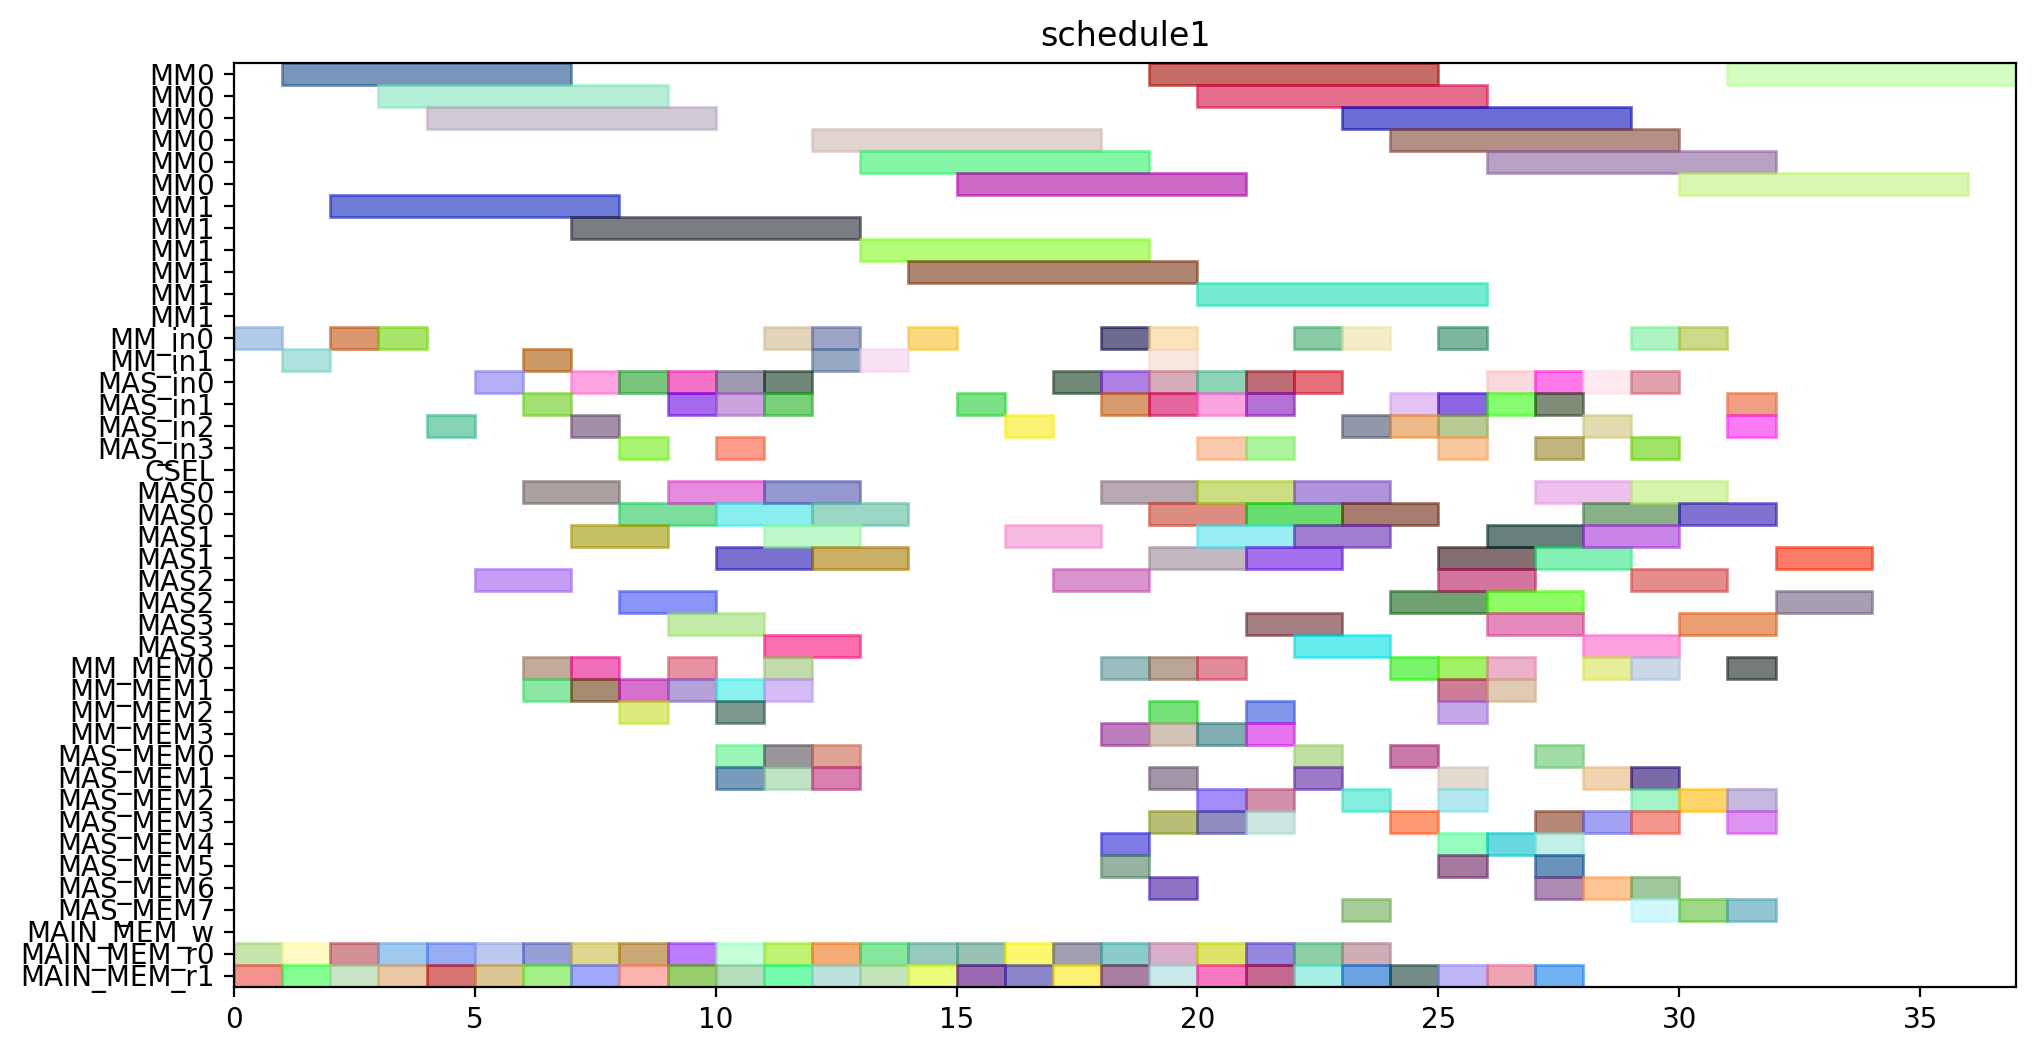 schedule1
MM0
MM0
MM0
MM0
MM0
MM0
MM1
MM1
MM1
MM1
MM1
MM1
MM_in0
MM_in1
MAS_in0
MAS_in1
MAS_in2
MAS_in3
CSEL
MAS0
MAS0
MAS1
MAS1
MAS2
MAS2
MAS3
MAS3
MM_MEM0
MM_MEM1
MM_MEM2
MM_MEM3
MAS_MEM0
MAS_MEM1
MAS_MEM2
MAS_MEM3
MAS_MEM4
MAS_MEM5
MAS_MEM6
MAS_MEM7
MAIN_MEM_w
MAIN_MEM_r0
MAIN_MEM_r1
0 5 10 15 20 25 30 35